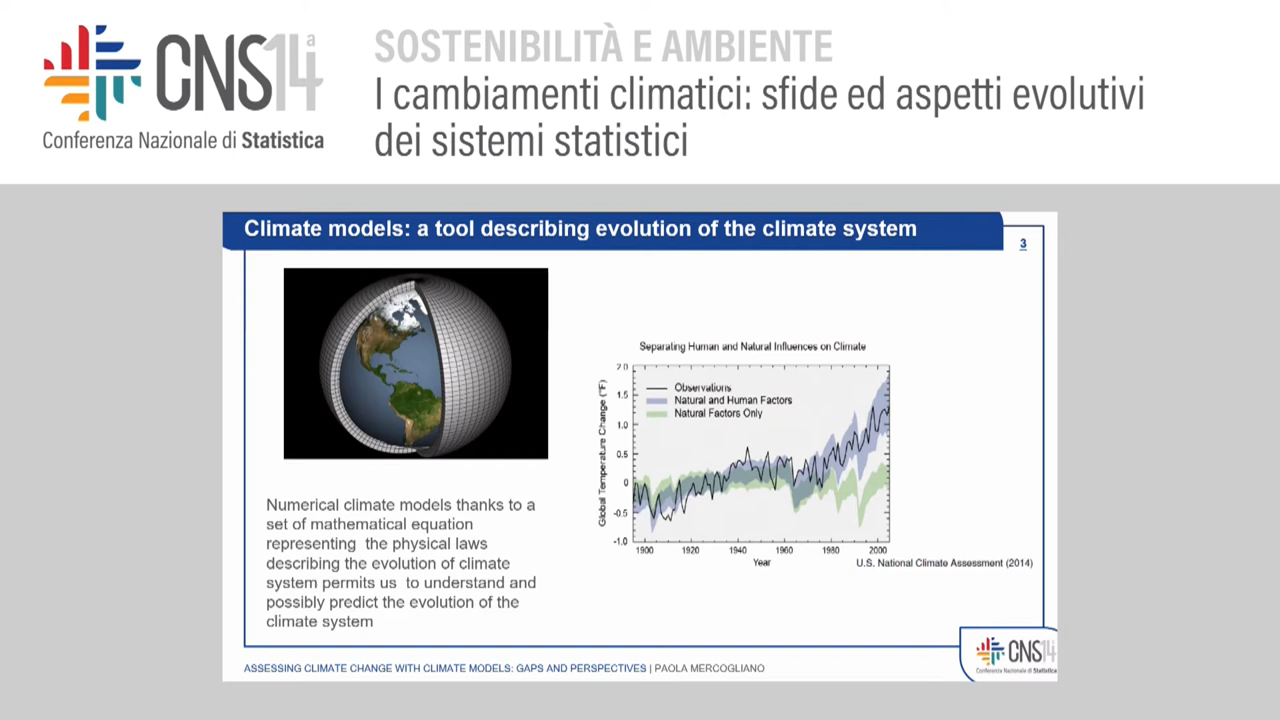 CNS14ª
Conferenza Nazionale di Statistica
SOSTENIBILITÀ E AMBIENTE
I cambiamenti climatici: sfide ed aspetti evolutivi
dei sistemi statistici
Climate models: a tool describing evolution of the climate system
3
Numerical climate models thanks to a
set of mathematical equation
representing the physical laws
describing the evolution of climate
system permits us to understand and
possibly predict the evolution of the
climate system
Separating Human and Natural Influences on Climate
Global Temperature Change (°F)
2.0
1.5
1.0
0.5
0
-0.5
-1.0
Observations
Natural and Human Factors
Natural Factors Only
1900 1920 1940 1960 1980 2000
Year
U.S. National Climate Assessment (2014)
ASSESSING CLIMATE CHANGE WITH CLIMATE MODELS: GAPS AND PERSPECTIVES | PAOLA MERCOGLIANO
CNS14
Conferenza Nazionale di Statistica